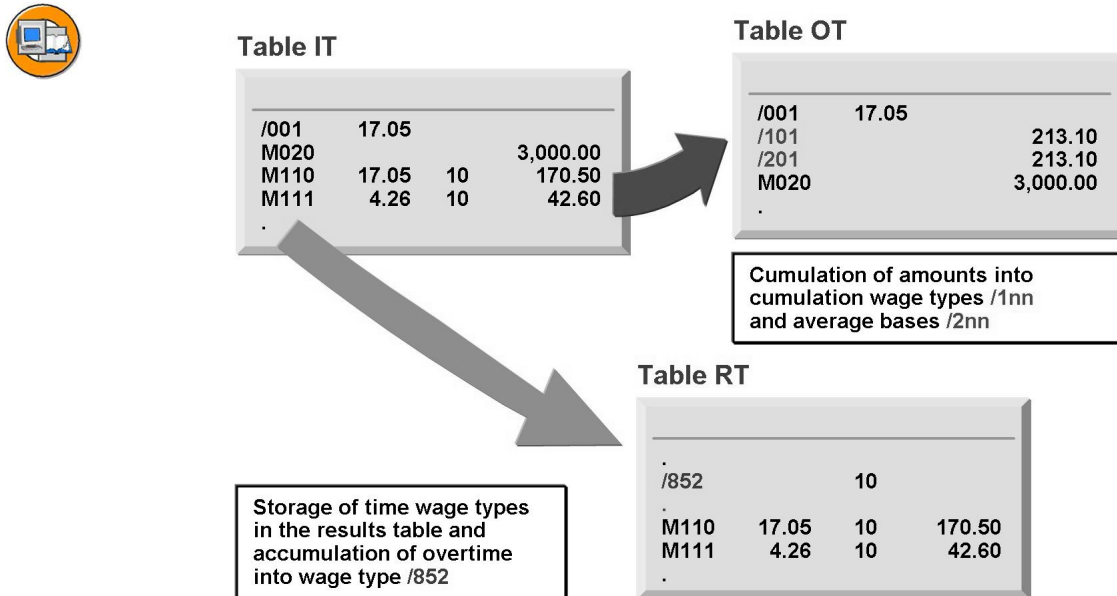 Table IT
/001 17.05
M020 3,000.00
M110 17.05 10 170.50
M111 4.26 10 42.60
.
Table OT
/001 17.05
/101 213.10
/201 213.10
M020 3,000.00
.
Cumulation of amounts into
cumulation wage types /1nn
and average bases /2nn
Table RT
.
/852 10
.
M110 17.05 10 170.50
M111 4.26 10 42.60
.
Storage of time wage types
in the results table and
accumulation of overtime
into wage type /852